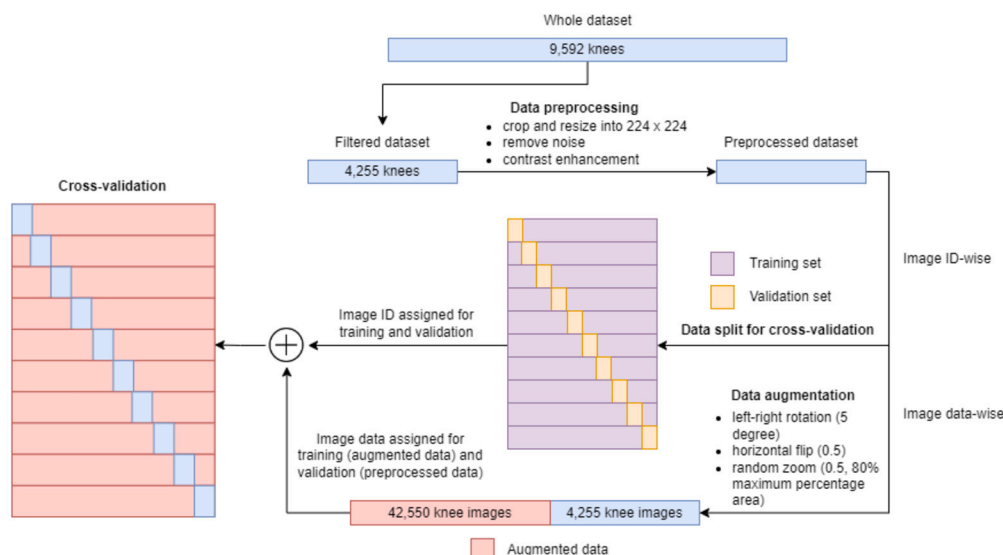 Whole dataset
9,592 knees
Data preprocessing
• crop and resize into 224 x 224
• remove noise
• contrast enhancement
Filtered dataset
4,255 knees
Preprocessed dataset
Cross-validation
Training set
Validation set
Image ID-wise
Image ID assigned for
training and validation
Data split for cross-validation
Data augmentation
• left-right rotation (5
degree)
• horizontal flip (0.5)
• random zoom (0.5, 80%
maximum percentage
area)
Image data-wise
Image data assigned for
training (augmented data) and
validation (preprocessed data)
42,550 knee images
4,255 knee images
Augmented data